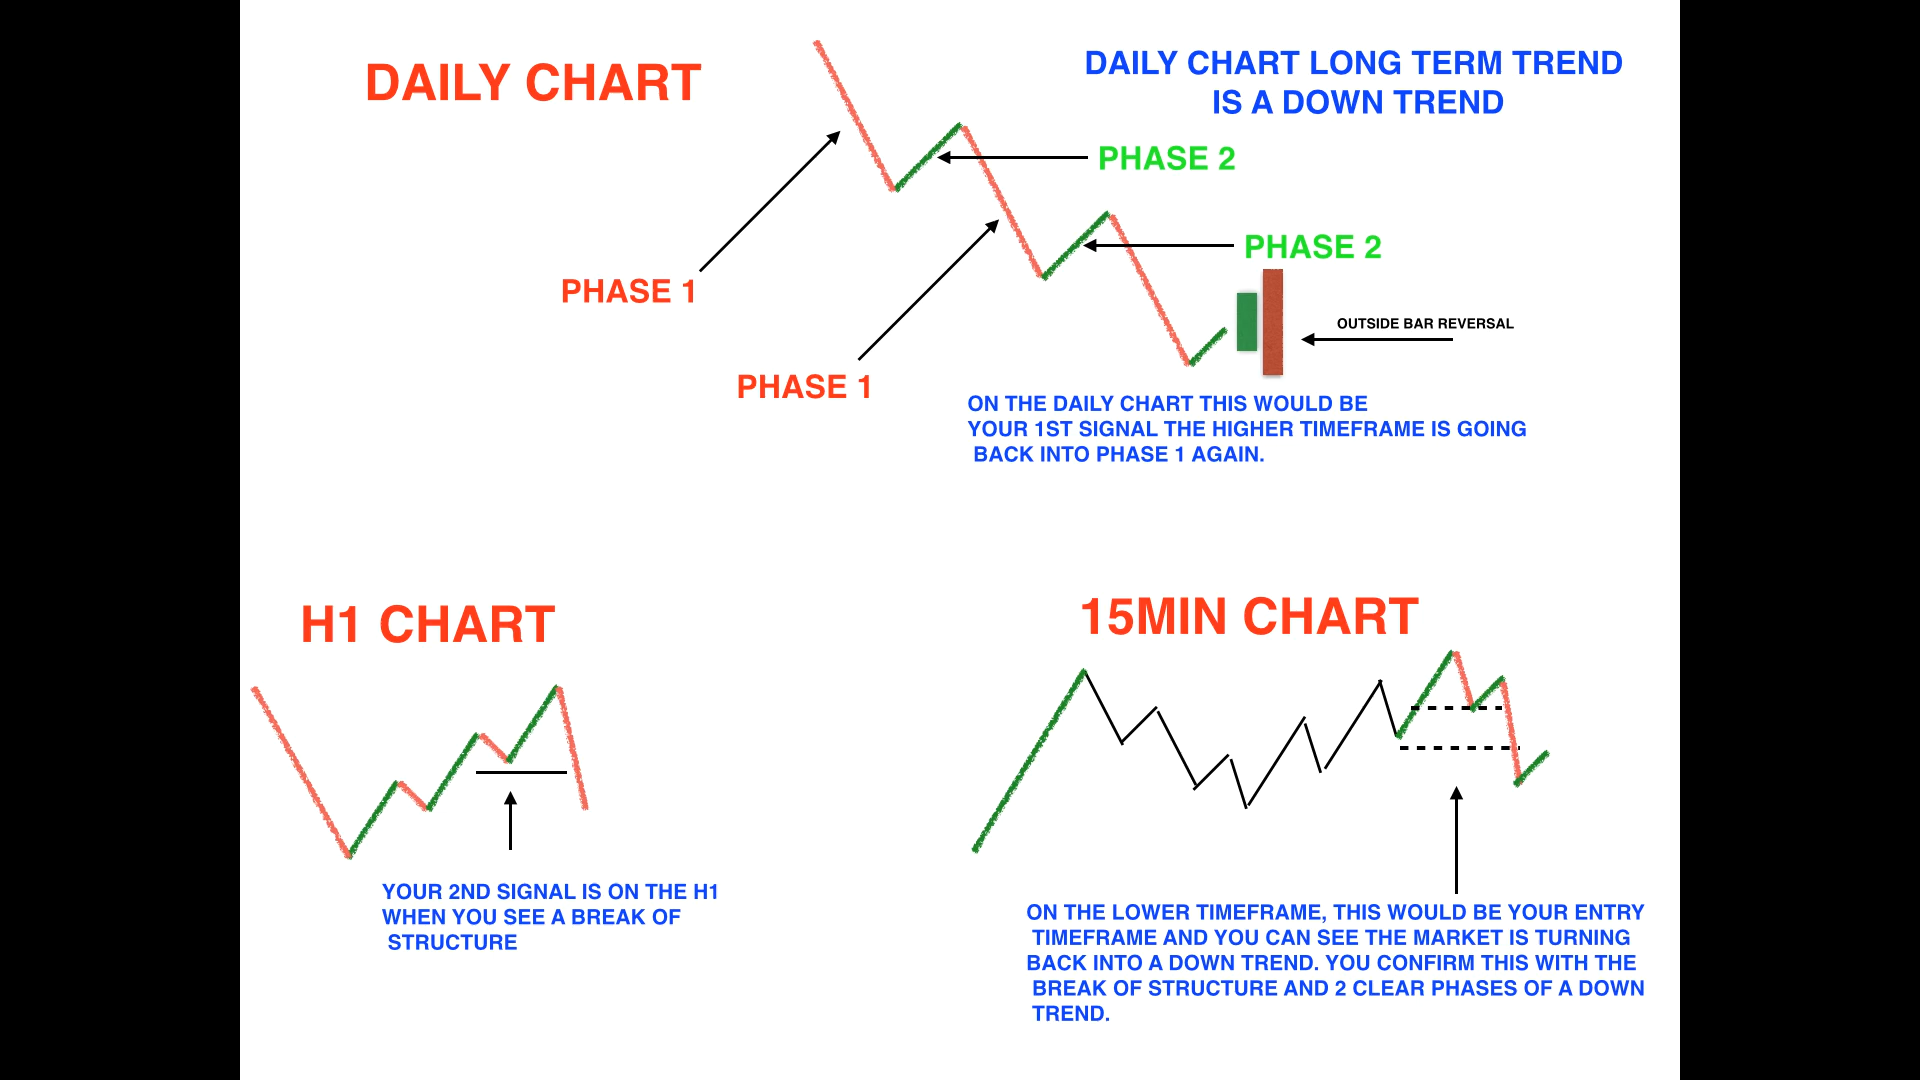 DAILY CHART
DAILY CHART LONG TERM TREND
IS A DOWN TREND
PHASE 2
PHASE 2
PHASE 1
OUTSIDE BAR REVERSAL
PHASE 1
ON THE DAILY CHART THIS WOULD BE
YOUR 1ST SIGNAL THE HIGHER TIMEFRAME IS GOING
BACK INTO PHASE 1 AGAIN.
H1 CHART
YOUR 2ND SIGNAL IS ON THE H1
WHEN YOU SEE A BREAK OF
STRUCTURE
15MIN CHART
ON THE LOWER TIMEFRAME, THIS WOULD BE YOUR ENTRY
TIMEFRAME AND YOU CAN SEE THE MARKET IS TURNING
BACK INTO A DOWN TREND. YOU CONFIRM THIS WITH THE
BREAK OF STRUCTURE AND 2 CLEAR PHASES OF A DOWN
TREND.